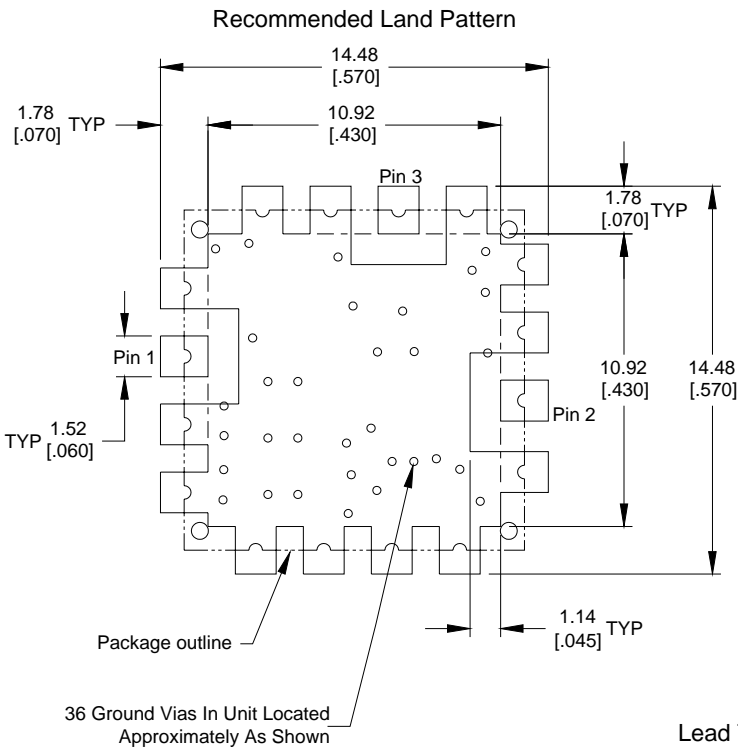 Recommended Land Pattern
14.48
[.570]
1.78
[.070] TYP
10.92
[.430]
Pin 3
1.78
[.070] TYP
Pin 1
10.92
[.430]
14.48
[.570]
Pin 2
TYP 1.52
[.060]
1.14
[.045] TYP
Package outline
36 Ground Vias In Unit Located
Approximately As Shown
Lead